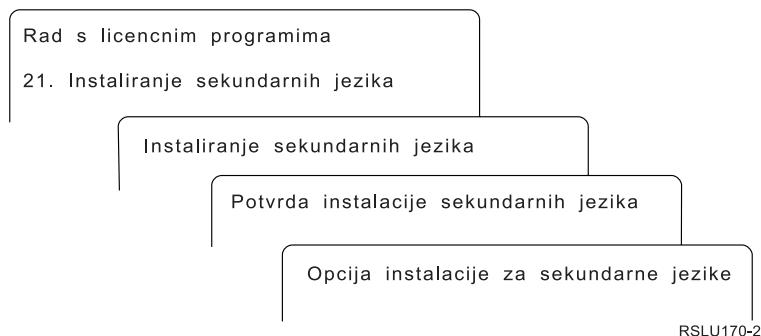 Rad s licencnim programima
21. Instaliranje sekundarnih jezika
Instaliranje sekundarnih jezika
Potvrda instalacije sekundarnih jezika
Opcija instalacije za sekundarne jezike
RSLU170-2